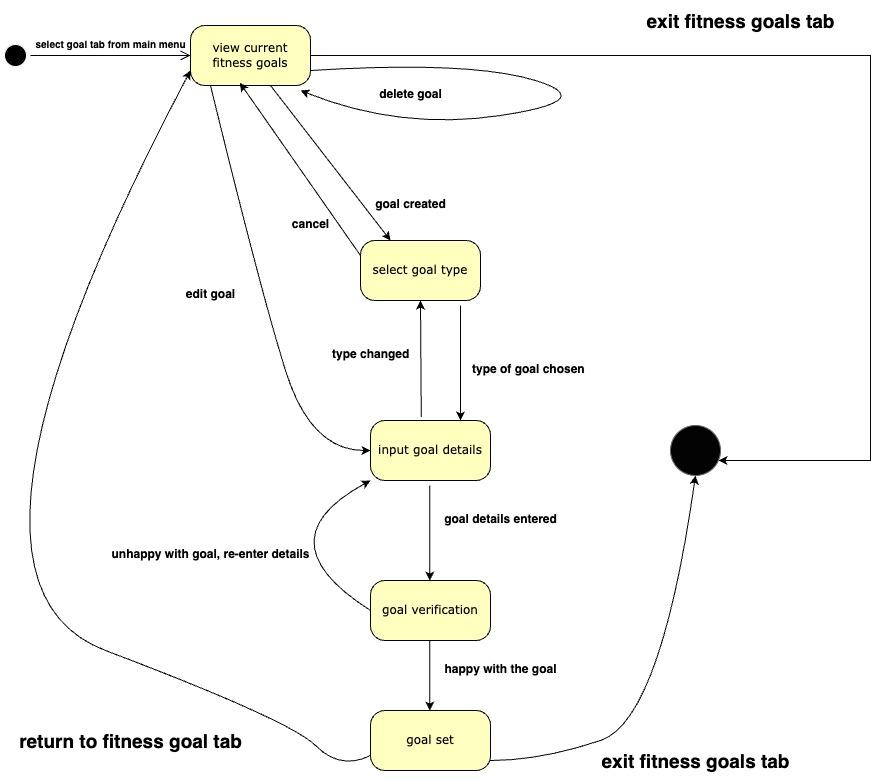 exit fitness goals tab
select goal tab from main menu
view current
fitness goals
delete goal
goal created
cancel
select goal type
edit goal
type changed
type of goal chosen
input goal details
goal details entered
unhappy with goal, re-enter details
goal verification
happy with the goal
goal set
return to fitness goal tab
exit fitness goals tab